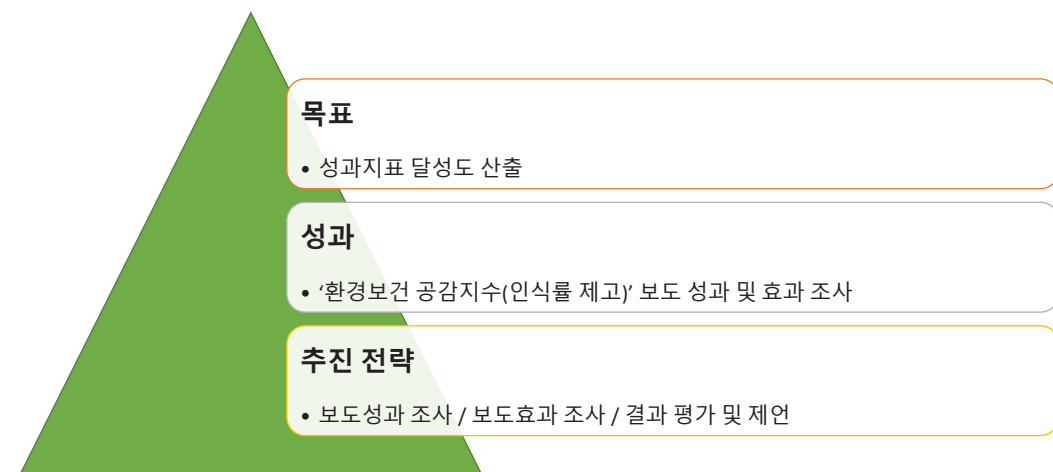 목표
• 성과지표 달성도 산출
성과
• ‘환경보건 공감지수(인식률 제고)’ 보도 성과 및 효과 조사
추진 전략
• 보도성과 조사 / 보도효과 조사 / 결과 평가 및 제언